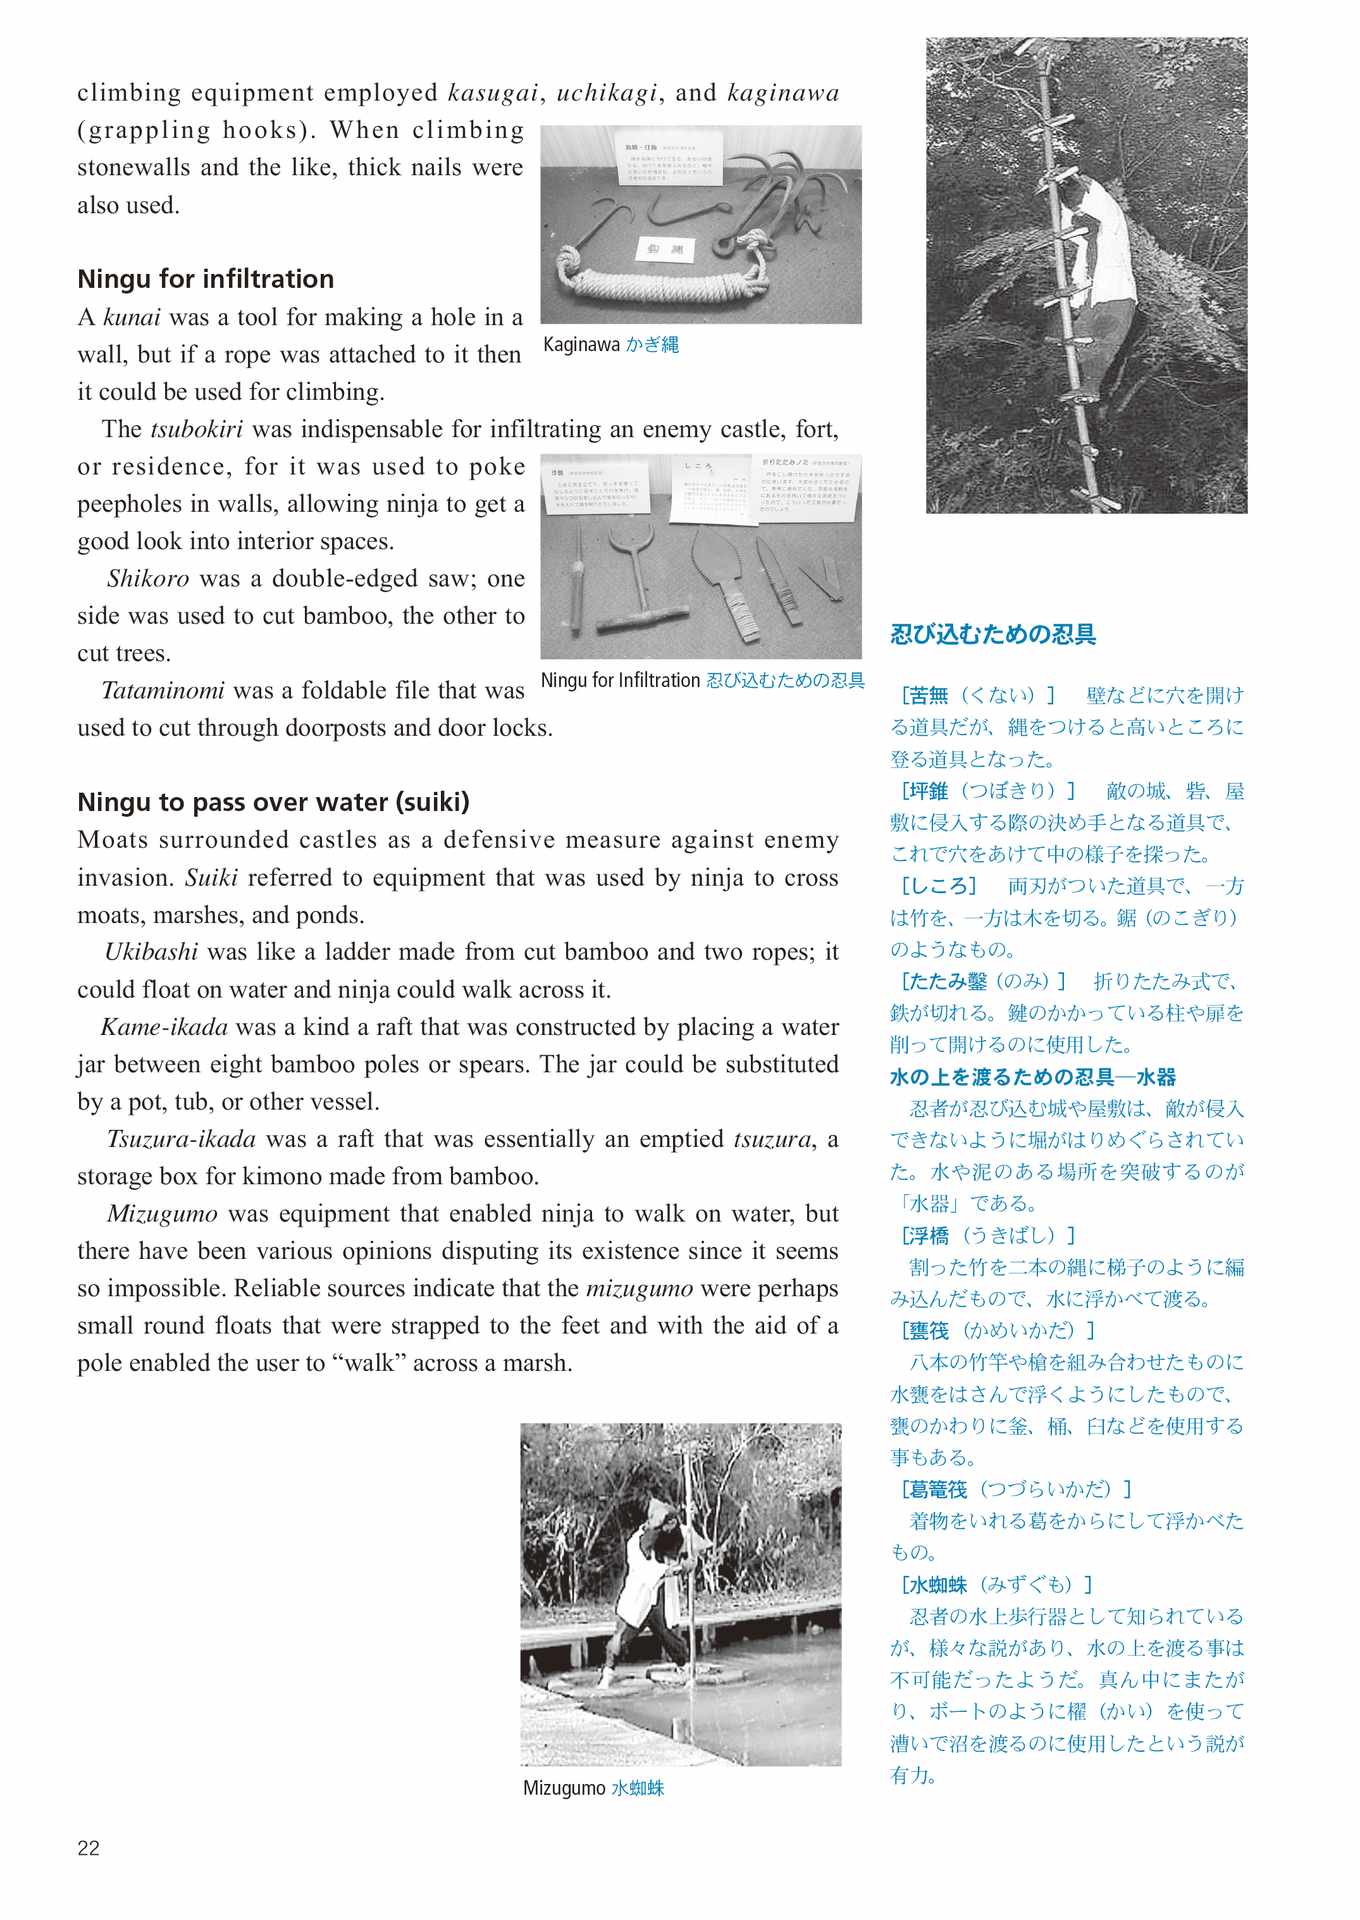 climbing equipment employed kasugai, uchikagi, and kaginawa
(grappling hooks). When climbing
stonewalls and the like, thick nails were
also used.
Ningu for infiltration
A kunai was a tool for making a hole in a
wall, but if a rope was attached to it then
it could be used for climbing.
The tsubokiri was indispensable for infiltrating an enemy castle, fort,
or residence, for it was used to poke
peepholes in walls, allowing ninja to get a
good look into interior spaces.
Shikoro was a double-edged saw; one
side was used to cut bamboo, the other to
cut trees.
Tataminomi was a foldable file that was
used to cut through doorposts and door locks.
Kaginawa かぎ縄
しころ
Ningu for Infiltration 忍び込むための忍具
Ningu to pass over water (suiki)
Moats surrounded castles as a defensive measure against enemy
invasion. Suiki referred to equipment that was used by ninja to cross
moats, marshes, and ponds.
Ukibashi was like a ladder made from cut bamboo and two ropes; it
could float on water and ninja could walk across it.
Kame-ikada was a kind a raft that was constructed by placing a water
jar between eight bamboo poles or spears. The jar could be substituted
by a pot, tub, or other vessel.
Tsuzura-ikada was a raft that was essentially an emptied tsuzura, a
storage box for kimono made from bamboo.
Mizugumo was equipment that enabled ninja to walk on water, but
there have been various opinions disputing its existence since it seems
so impossible. Reliable sources indicate that the mizugumo were perhaps
small round floats that were strapped to the feet and with the aid of a
pole enabled the user to “walk” across a marsh.
Mizugumo 水蜘蛛
忍び込むための忍具
［苦無（くない）］　壁などに穴を開け
る道具だが、縄をつけると高いところに
登る道具となった。
［坪錐（つぼきり）］　敵の城、砦、屋
敷に侵入する際の決め手となる道具で、
これで穴をあけて中の様子を探った。
［しころ］　両刃がついた道具で、一方
は竹を、一方は木を切る。鋸（のこぎり）
のようなもの。
［たたみ鑿（のみ）］　折りたたみ式で、
鉄が切れる。鍵のかかっている柱や扉を
削って開けるのに使用した。
水の上を渡るための忍具―水器
忍者が忍び込む城や屋敷は、敵が侵入
できないように堀がはりめぐらされてい
た。水や泥のある場所を突破するのが
「水器」である。
［浮橋（うきばし）］
割った竹を二本の縄に梯子のように編
み込んだもので、水に浮かべて渡る。
［甕筏（かめいかだ）］
八本の竹竿や槍を組み合わせたものに
水甕をはさんで浮くようにしたもので、
甕のかわりに釜、桶、臼などを使用する
事もある。
［葛篭筏（つづらいかだ）］
着物をいれる葛をからにして浮かべた
もの。
［水蜘蛛（みずぐも）］
忍者の水上歩行器として知られている
が、様々な説があり、水の上を渡る事は
不可能だったようだ。真ん中にまたが
り、ボートのように櫂（かい）を使って
漕いで沼を渡るのに使用したという説が
有力。
22